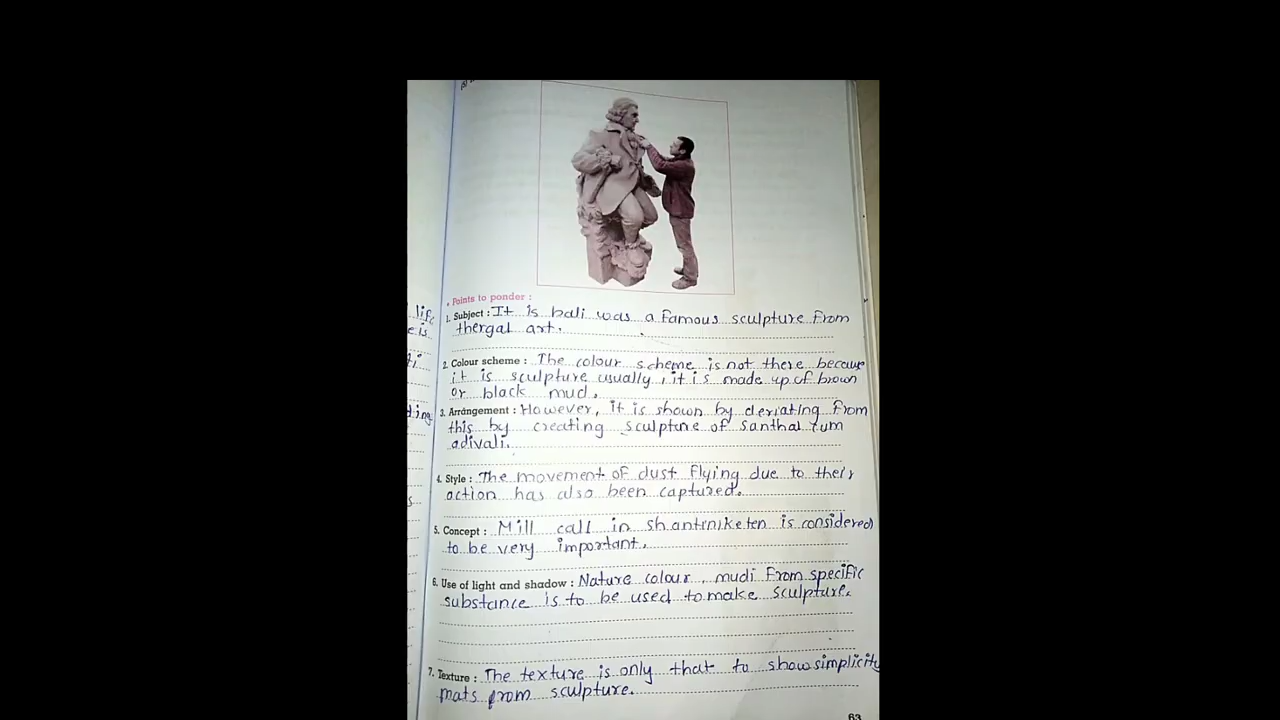 lif
e is
ding
s
Points to ponder :
1. Subject : It is bali was a famous sculpture from
thergal art.
2. Colour scheme : The colour scheme is not there because
it is sculpture usually, it is made up of brown
or black mud.
3. Arrangement : However, it is shown by deriating from
this by creating sculpture of santhal
adivali.
4. Style : The movement of dust flying due to their
action has also been captured.
5. Concept : Mill call in shantiniketen is considered
to be very important.
6. Use of light and shadow : Nature colour, mudi from specific
substance is to be used to make sculpture.
7. Texture : The texture is only that to show simplicity
mats from sculpture.
63